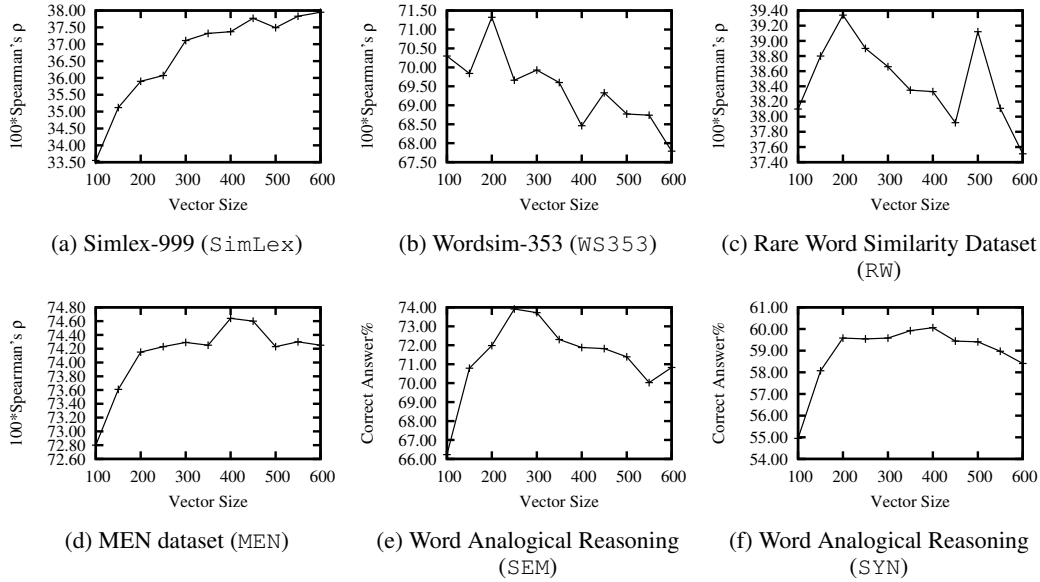 100*Spearman's ρ
38.00
37.50
37.00
36.50
36.00
35.50
35.00
34.50
34.00
33.50
100 200 300 400 500 600
Vector Size
(a) Simlex-999 (SimLex)
100*Spearman's ρ
71.50
71.00
70.50
70.00
69.50
69.00
68.50
68.00
67.50
100 200 300 400 500 600
Vector Size
(b) Wordsim-353 (WS353)
100*Spearman's ρ
39.40
39.20
39.00
38.80
38.60
38.40
38.20
38.00
37.80
37.60
37.40
100 200 300 400 500 600
Vector Size
(c) Rare Word Similarity Dataset
(RW)
100*Spearman's ρ
74.80
74.60
74.40
74.20
74.00
73.80
73.60
73.40
73.20
73.00
72.80
72.60
100 200 300 400 500 600
Vector Size
(d) MEN dataset (MEN)
Correct Answer%
74.00
73.00
72.00
71.00
70.00
69.00
68.00
67.00
66.00
100 200 300 400 500 600
Vector Size
(e) Word Analogical Reasoning
(SEM)
Correct Answer%
61.00
60.00
59.00
58.00
57.00
56.00
55.00
54.00
100 200 300 400 500 600
Vector Size
(f) Word Analogical Reasoning
(SYN)